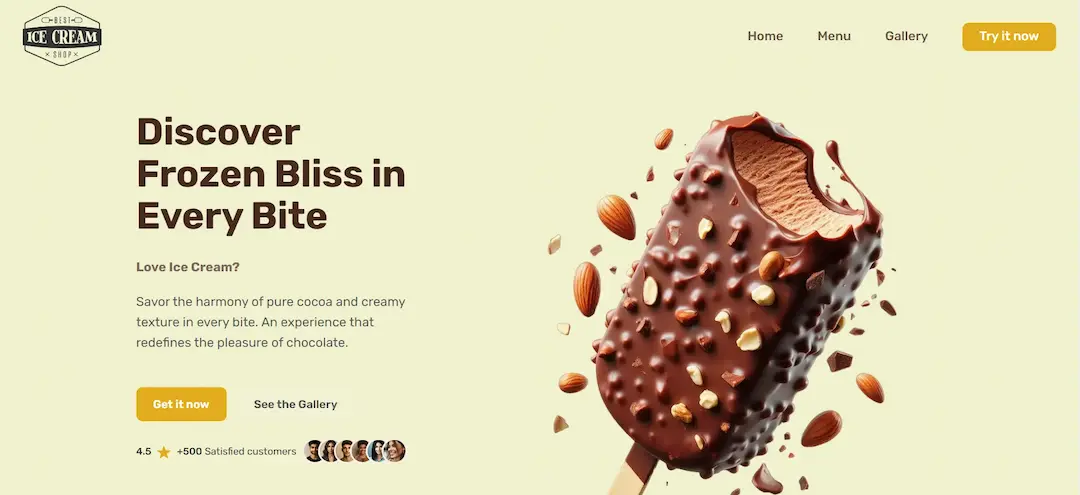 BEST
ICE CREAM
SHOP
Home
Menu
Gallery
Try it now
Discover
Frozen Bliss in
Every Bite
Love Ice Cream?
Savor the harmony of pure cocoa and creamy
texture in every bite. An experience that
redefines the pleasure of chocolate.
Get it now
See the Gallery
4.5 +500 Satisfied customers